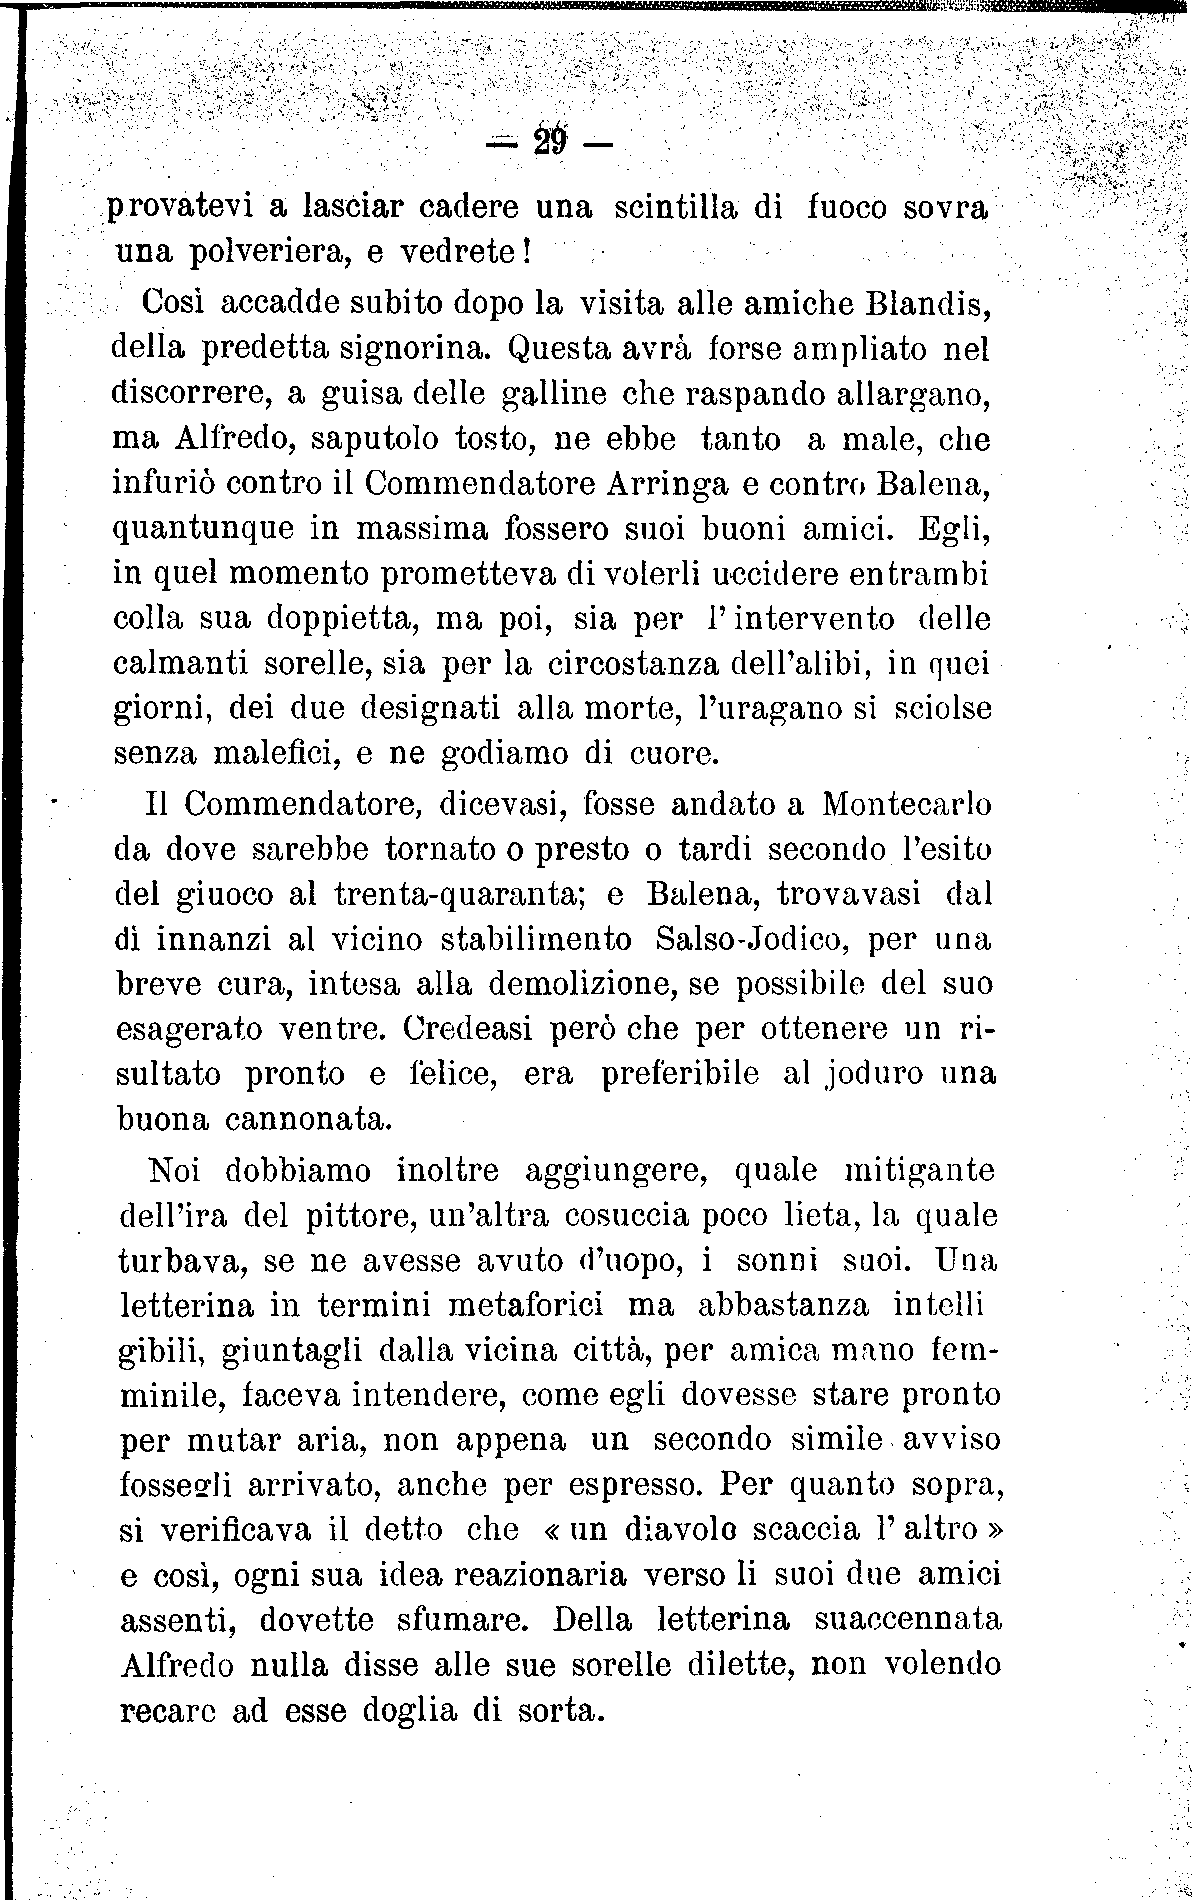 — 29 —
provatevi a lasciar cadere una scintilla di fuoco sovra
una polveriera, e vedrete!
Così accadde subito dopo la visita alle amiche Blandis,
della predetta signorina. Questa avrà forse ampliato nel
discorrere, a guisa delle galline che raspando allargano,
ma Alfredo, saputolo tosto, ne ebbe tanto a male, che
infuriò contro il Commendatore Arringa e contro Balena,
quantunque in massima fossero suoi buoni amici. Egli,
in quel momento prometteva di volerli uccidere entrambi
colla sua doppietta, ma poi, sia per l'intervento delle
calmanti sorelle, sia per la circostanza dell'alibi, in quei
giorni, dei due designati alla morte, l'uragano si sciolse
senza malefici, e ne godiamo di cuore.
Il Commendatore, dicevasi, fosse andato a Montecarlo
da dove sarebbe tornato o presto o tardi secondo l'esito
del giuoco al trenta-quaranta; e Balena, trovavasi dal
dì innanzi al vicino stabilimento Salso-Jodico, per una
breve cura, intesa alla demolizione, se possibile del suo
esagerato ventre. Credeasi però che per ottenere un ri-
sultato pronto e felice, era preferibile al joduro una
buona cannonata.
Noi dobbiamo inoltre aggiungere, quale mitigante
dell'ira del pittore, un'altra cosuccia poco lieta, la quale
turbava, se ne avesse avuto d'uopo, i sonni suoi. Una
letterina in termini metaforici ma abbastanza intelli
gibili, giuntagli dalla vicina città, per amica mano fem-
minile, faceva intendere, come egli dovesse stare pronto
per mutar aria, non appena un secondo simile avviso
fossegli arrivato, anche per espresso. Per quanto sopra,
si verificava il detto che « un diavolo scaccia l'altro »
e così, ogni sua idea reazionaria verso li suoi due amici
assenti, dovette sfumare. Della letterina suaccennata
Alfredo nulla disse alle sue sorelle dilette, non volendo
recare ad esse doglia di sorta.